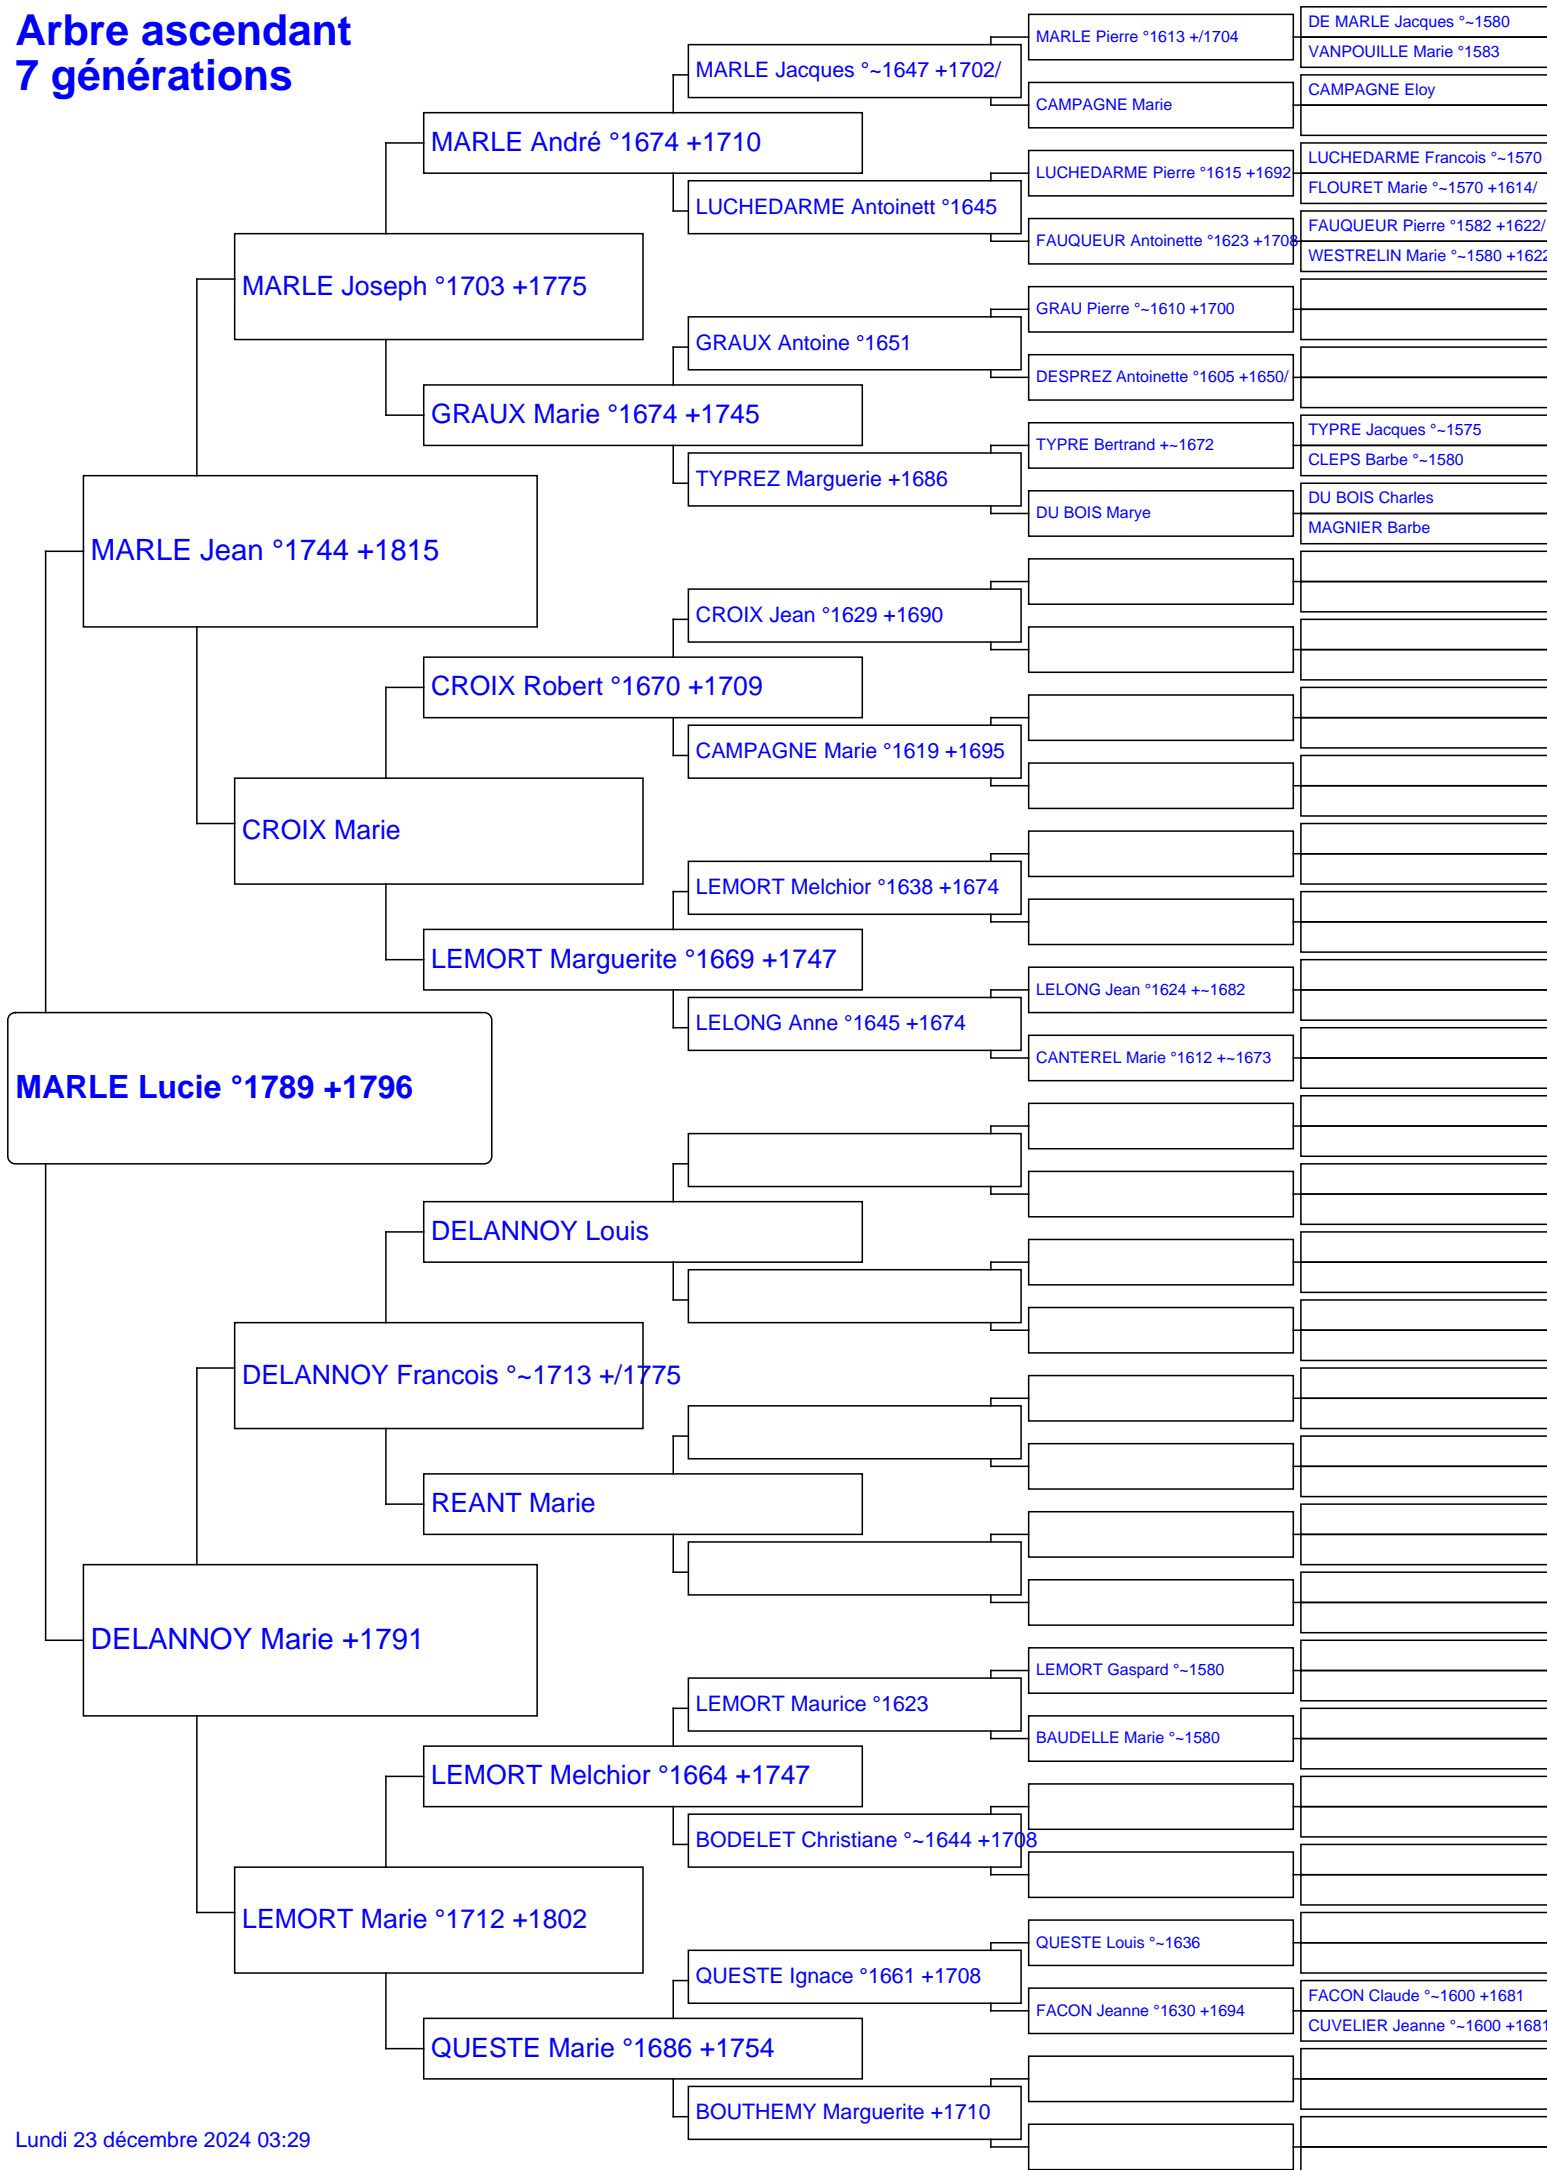 Arbre ascendant
7 générations
DE MARLE Jacques °~1580
MARLE Pierre °1613 +/1704
VANPOUILLE Marie °1583
MARLE Jacques °~1647 +1702/
CAMPAGNE Eloy
CAMPAGNE Marie
MARLE André °1674 +1710
LUCHEDARME Francois °~1570
LUCHEDARME Pierre °1615 +1692
FLOURET Marie °~1570 +1614/
LUCHEDARME Antoinett °1645
FAUQUEUR Pierre °1582 +1622/
FAUQUEUR Antoinette °1623 +1708
WESTRELIN Marie °~1580 +1622
MARLE Joseph °1703 +1775
GRAU Pierre °~1610 +1700
GRAUX Antoine °1651
DESPREZ Antoinette °1605 +1650/
GRAUX Marie °1674 +1745
TYPRE Jacques °~1575
TYPRE Bertrand +~1672
CLEPS Barbe °~1580
TYPREZ Marguerie +1686
DU BOIS Charles
DU BOIS Marye
MAGNIER Barbe
MARLE Jean °1744 +1815
CROIX Jean °1629 +1690
CROIX Robert °1670 +1709
CAMPAGNE Marie °1619 +1695
CROIX Marie
LEMORT Melchior °1638 +1674
LEMORT Marguerite °1669 +1747
LELONG Jean °1624 +~1682
LELONG Anne °1645 +1674
CANTEREL Marie °1612 +~1673
MARLE Lucie °1789 +1796
DELANNOY Louis
DELANNOY Francois °~1713 +/1775
REANT Marie
DELANNOY Marie +1791
LEMORT Gaspard °~1580
LEMORT Maurice °1623
BAUDELLE Marie °~1580
LEMORT Melchior °1664 +1747
BODELET Christiane °~1644 +1708
LEMORT Marie °1712 +1802
QUESTE Louis °~1636
QUESTE Ignace °1661 +1708
FACON Claude °~1600 +1681
FACON Jeanne °1630 +1694
CUVELIER Jeanne °~1600 +1681
QUESTE Marie °1686 +1754
BOUTHEMY Marguerite +1710
Lundi 23 décembre 2024 03:29